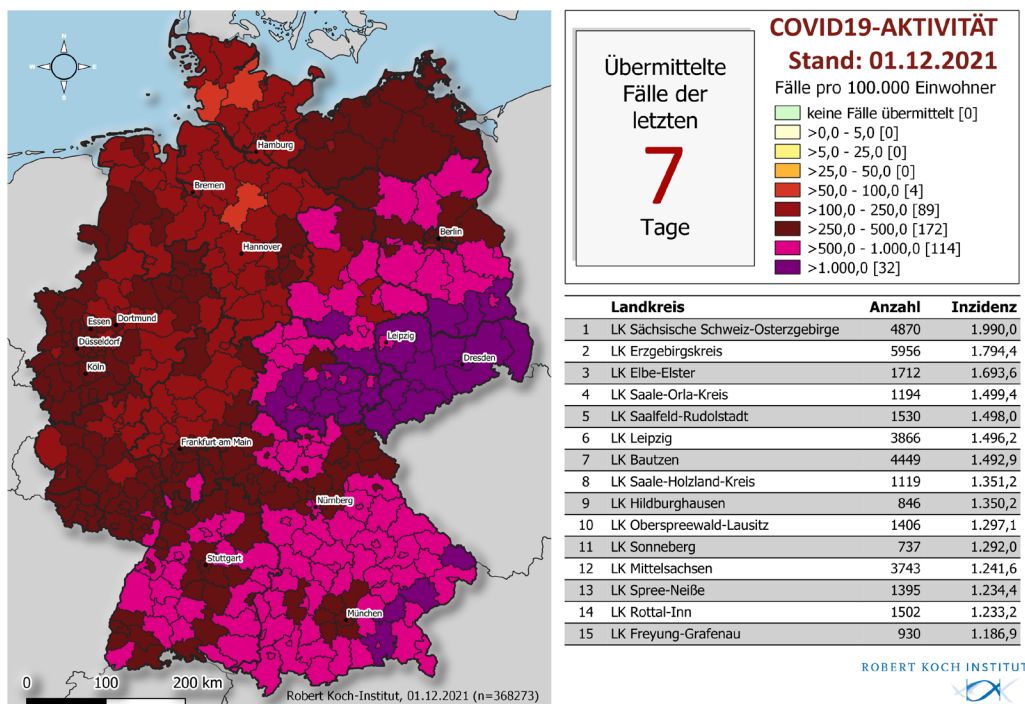 N
W
E
S
Hamburg
Bremen
Berlin
Hannover
Essen
Dortmund
Düsseldorf
Leipzig
Köln
Dresden
Frankfurt am Main
Nürnberg
Stuttgart
München
0 100 200 km
Robert Koch-Institut, 01.12.2021 (n=368273)
Übermittelte
Fälle der
letzten
7
Tage
COVID19-AKTIVITÄT
Stand: 01.12.2021
Fälle pro 100.000 Einwohner
keine Fälle übermittelt [0]
>0,0 - 5,0 [0]
>5,0 - 25,0 [0]
>25,0 - 50,0 [0]
>50,0 - 100,0 [4]
>100,0 - 250,0 [89]
>250,0 - 500,0 [172]
>500,0 - 1.000,0 [114]
>1.000,0 [32]
Landkreis Anzahl Inzidenz
1 LK Sächsische Schweiz-Osterzgebirge 4870 1.990,0
2 LK Erzgebirgskreis 5956 1.794,4
3 LK Elbe-Elster 1712 1.693,6
4 LK Saale-Orla-Kreis 1194 1.499,4
5 LK Saalfeld-Rudolstadt 1530 1.498,0
6 LK Leipzig 3866 1.496,2
7 LK Bautzen 4449 1.492,9
8 LK Saale-Holzland-Kreis 1119 1.351,2
9 LK Hildburghausen 846 1.350,2
10 LK Oberspreewald-Lausitz 1406 1.297,1
11 LK Sonneberg 737 1.292,0
12 LK Mittelsachsen 3743 1.241,6
13 LK Spree-Neiße 1395 1.234,4
14 LK Rottal-Inn 1502 1.233,2
15 LK Freyung-Grafenau 930 1.186,9
ROBERT KOCH INSTITUT